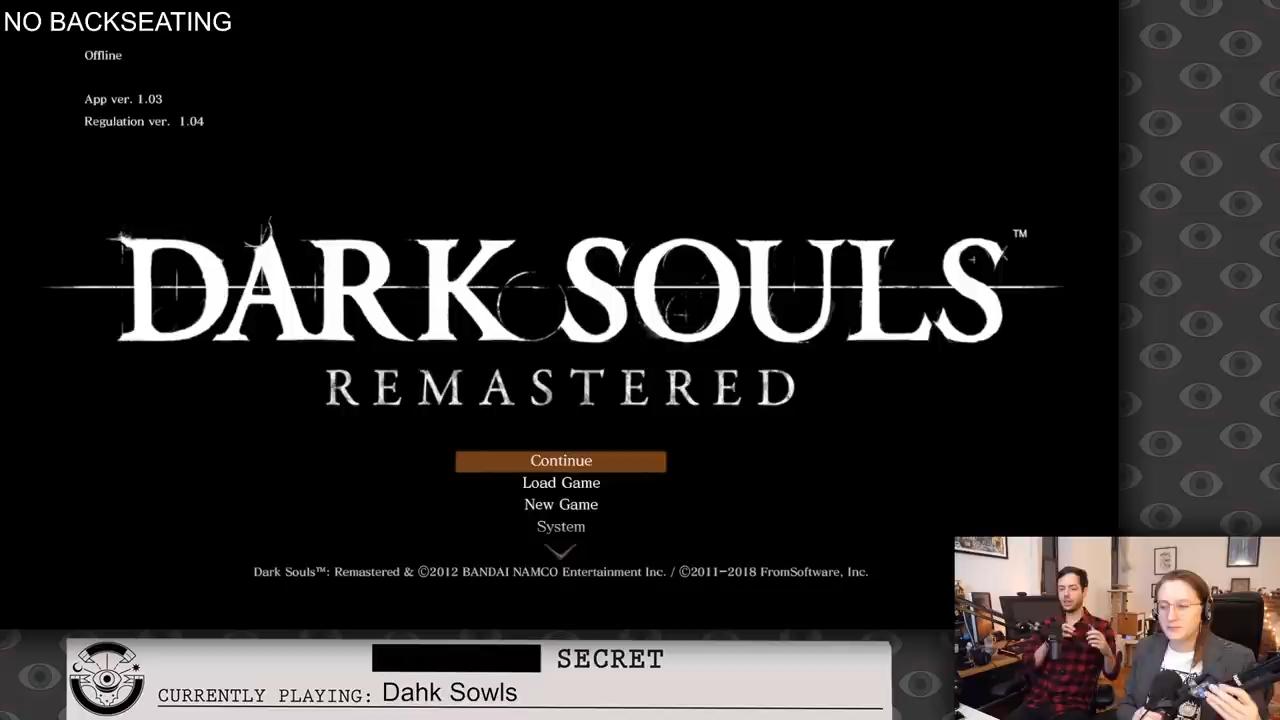 NO BACKSEATING
Offline
App ver. 1.03
Regulation ver. 1.04
DARK SOULS™
REMASTERED
Continue
Load Game
New Game
System
Dark Souls™: Remastered & ©2012 BANDAI NAMCO Entertainment Inc. / ©2011-2018 FromSoftware, Inc.
SECRET
CURRENTLY PLAYING: Dahk Sowls